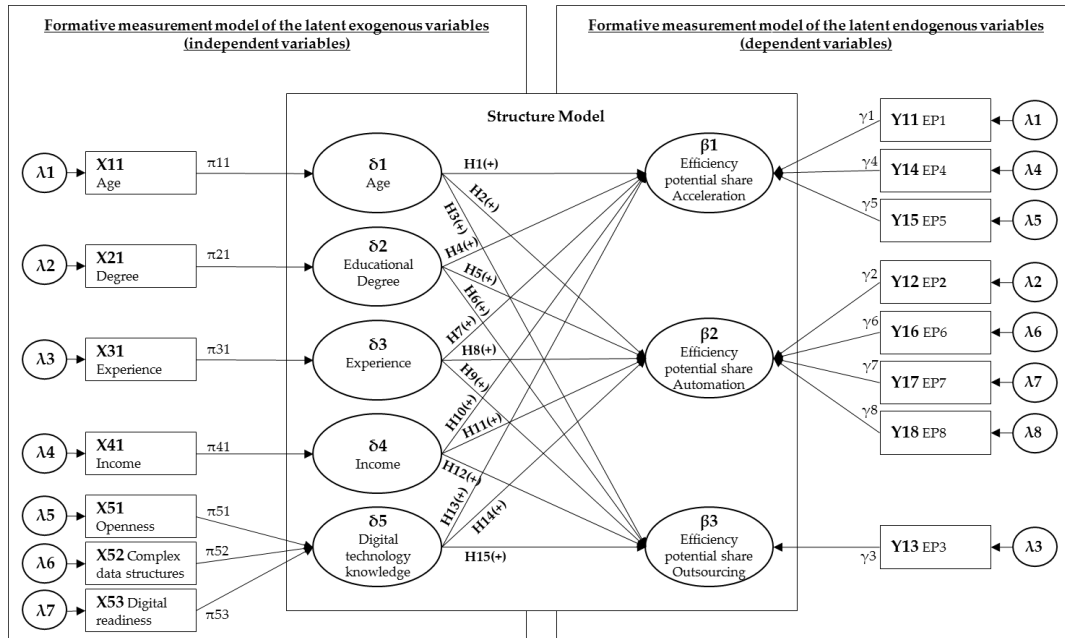 Formative measurement model of the latent exogenous variables
(independent variables)
Formative measurement model of the latent endogenous variables
(dependent variables)
Structure Model
λ1
X11
Age
π11
λ2
X21
Degree
π21
λ3
X31
Experience
π31
λ4
X41
Income
π41
λ5
X51
Openness
π51
λ6
X52 Complex
data structures
π52
λ7
X53 Digital
readiness
π53
δ1
Age
δ2
Educational
Degree
δ3
Experience
δ4
Income
δ5
Digital
technology
knowledge
H1(+)
H2(+)
H3(+)
H4(+)
H5(+)
H6(+)
H7(+)
H8(+)
H9(+)
H10(+)
H11(+)
H12(+)
H13(+)
H14(+)
H15(+)
β1
Efficiency
potential share
Acceleration
β2
Efficiency
potential share
Automation
β3
Efficiency
potential share
Outsourcing
γ1
Y11 EP1
λ1
γ4
Y14 EP4
λ4
γ5
Y15 EP5
λ5
γ2
Y12 EP2
λ2
γ6
Y16 EP6
λ6
γ7
Y17 EP7
λ7
γ8
Y18 EP8
λ8
γ3
Y13 EP3
λ3